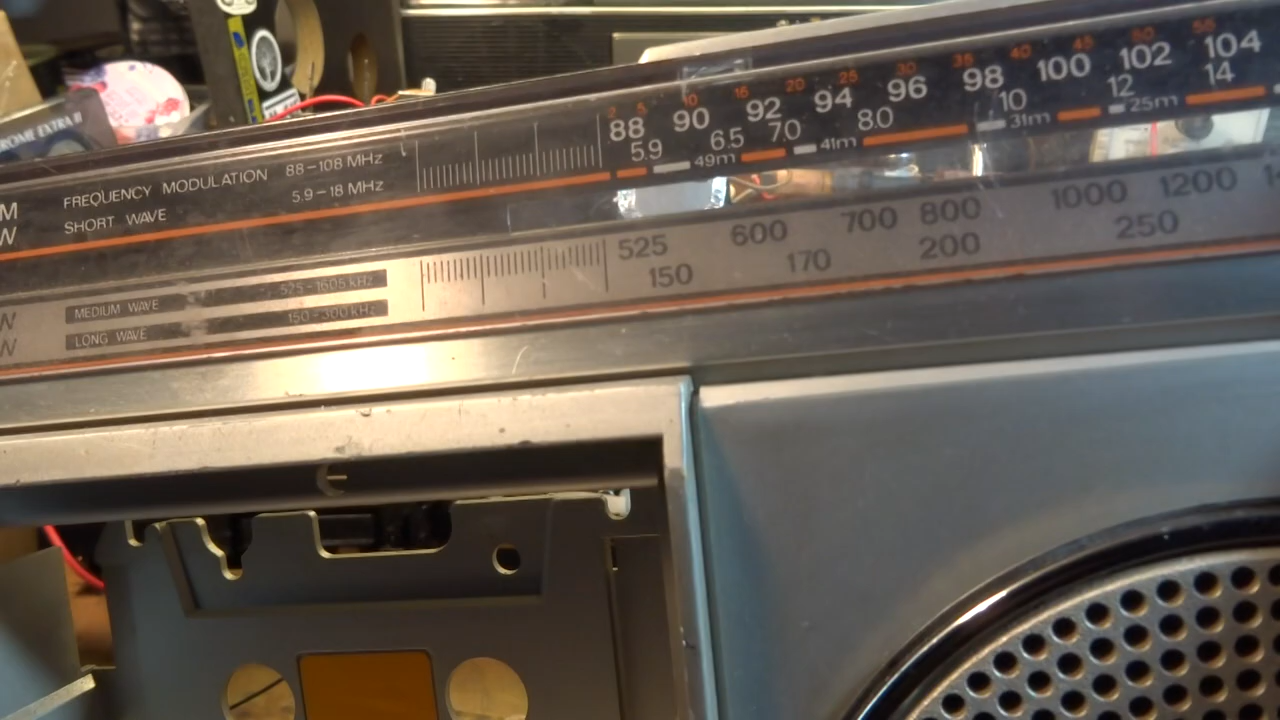 2 5 10 15 20 25 30 35 40 45 50 55
FREQUENCY MODULATION 88-108 MHz 88 90 92 94 96 98 100 102 104
SHORT WAVE 5.9-18 MHz 5.9 6.5 7.0 8.0 10 12 14
49m 41m 31m 25m
MEDIUM WAVE 525-1605 kHz 525 600 700 800 1000 1200
LONG WAVE 150-300 kHz 150 170 200 250
EXTRA II